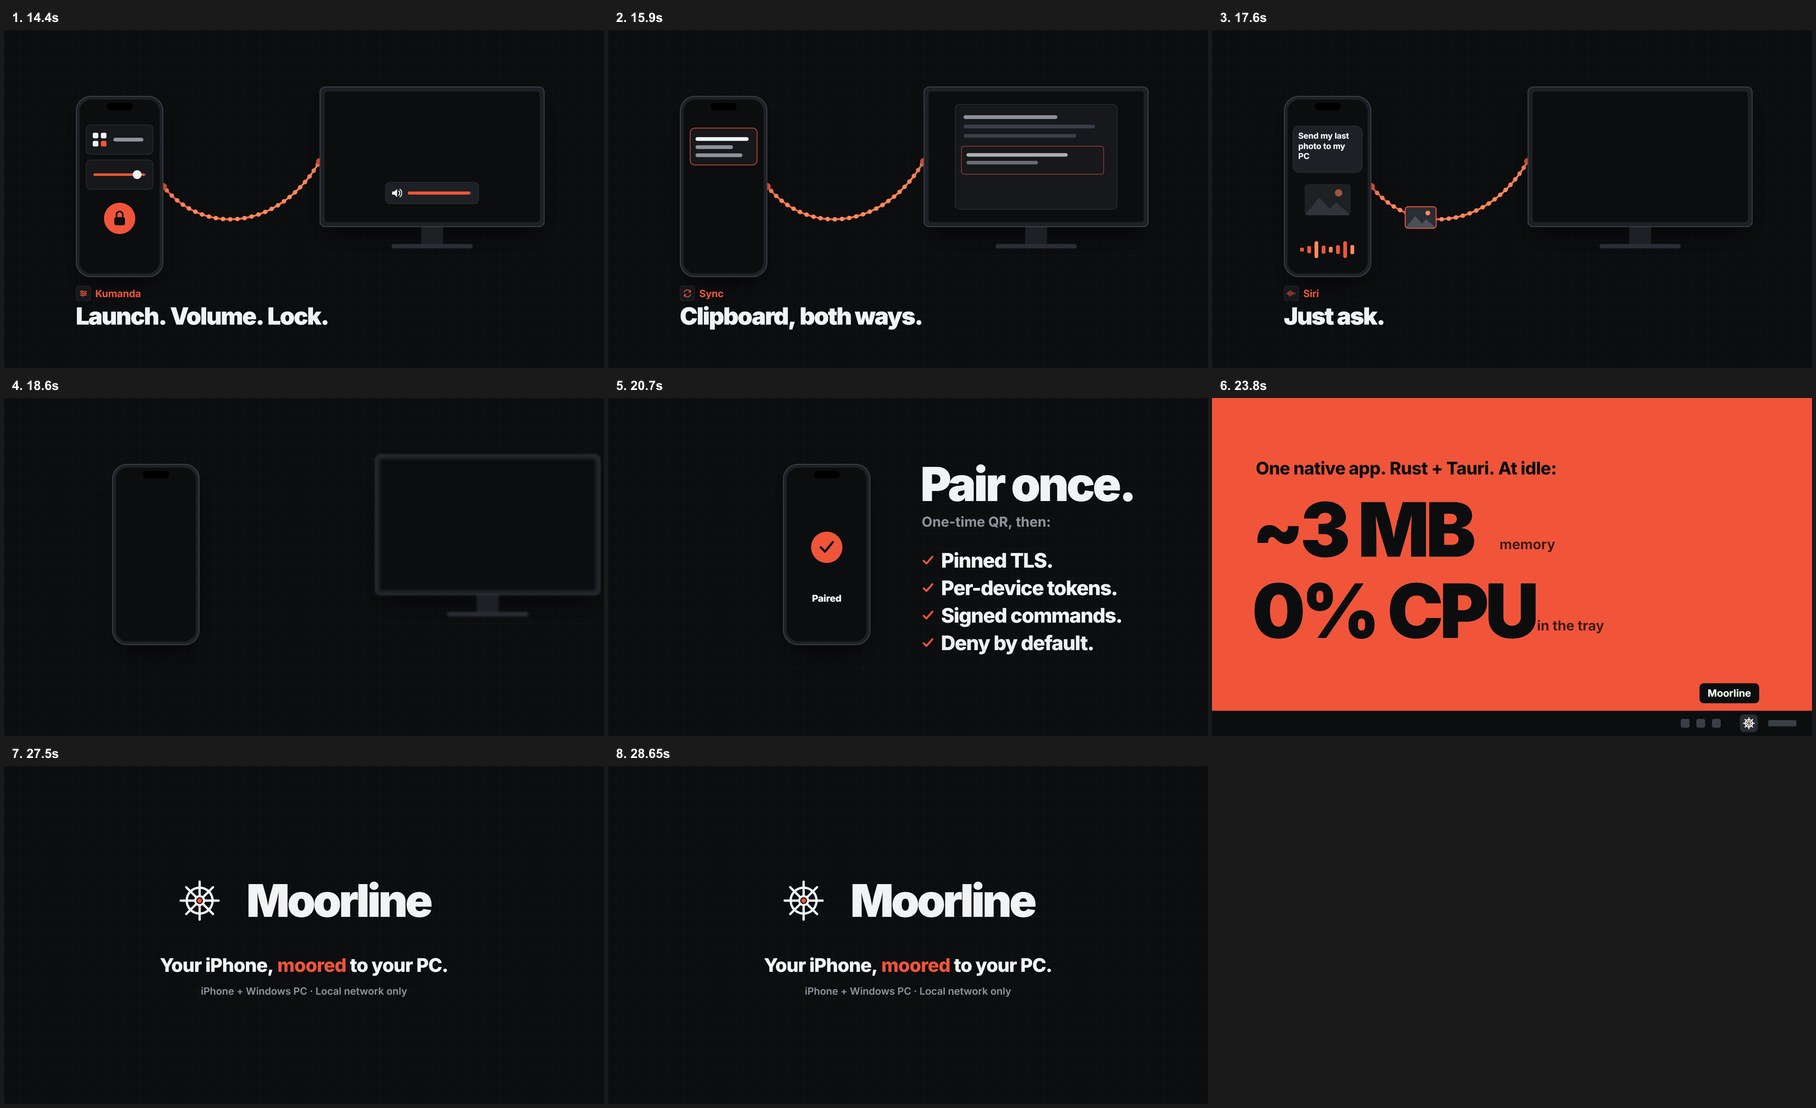 1. 14.4s
Kumanda
Launch. Volume. Lock.
2. 15.9s
Sync
Clipboard, both ways.
3. 17.6s
Send my last
photo to my
PC
Siri
Just ask.
4. 18.6s
5. 20.7s
Paired
Pair once.
One-time QR, then:
Pinned TLS.
Per-device tokens.
Signed commands.
Deny by default.
6. 23.8s
One native app. Rust + Tauri. At idle:
~3 MB memory
0% CPU in the tray
Moorline
7. 27.5s
Moorline
Your iPhone, moored to your PC.
iPhone + Windows PC · Local network only
8. 28.65s
Moorline
Your iPhone, moored to your PC.
iPhone + Windows PC · Local network only